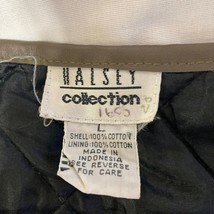 HALSEY
collection
L
SHELL:100% COTTON
LINING:100% COTTON
MADE IN
INDONESIA
SEE REVERSE
FOR CARE